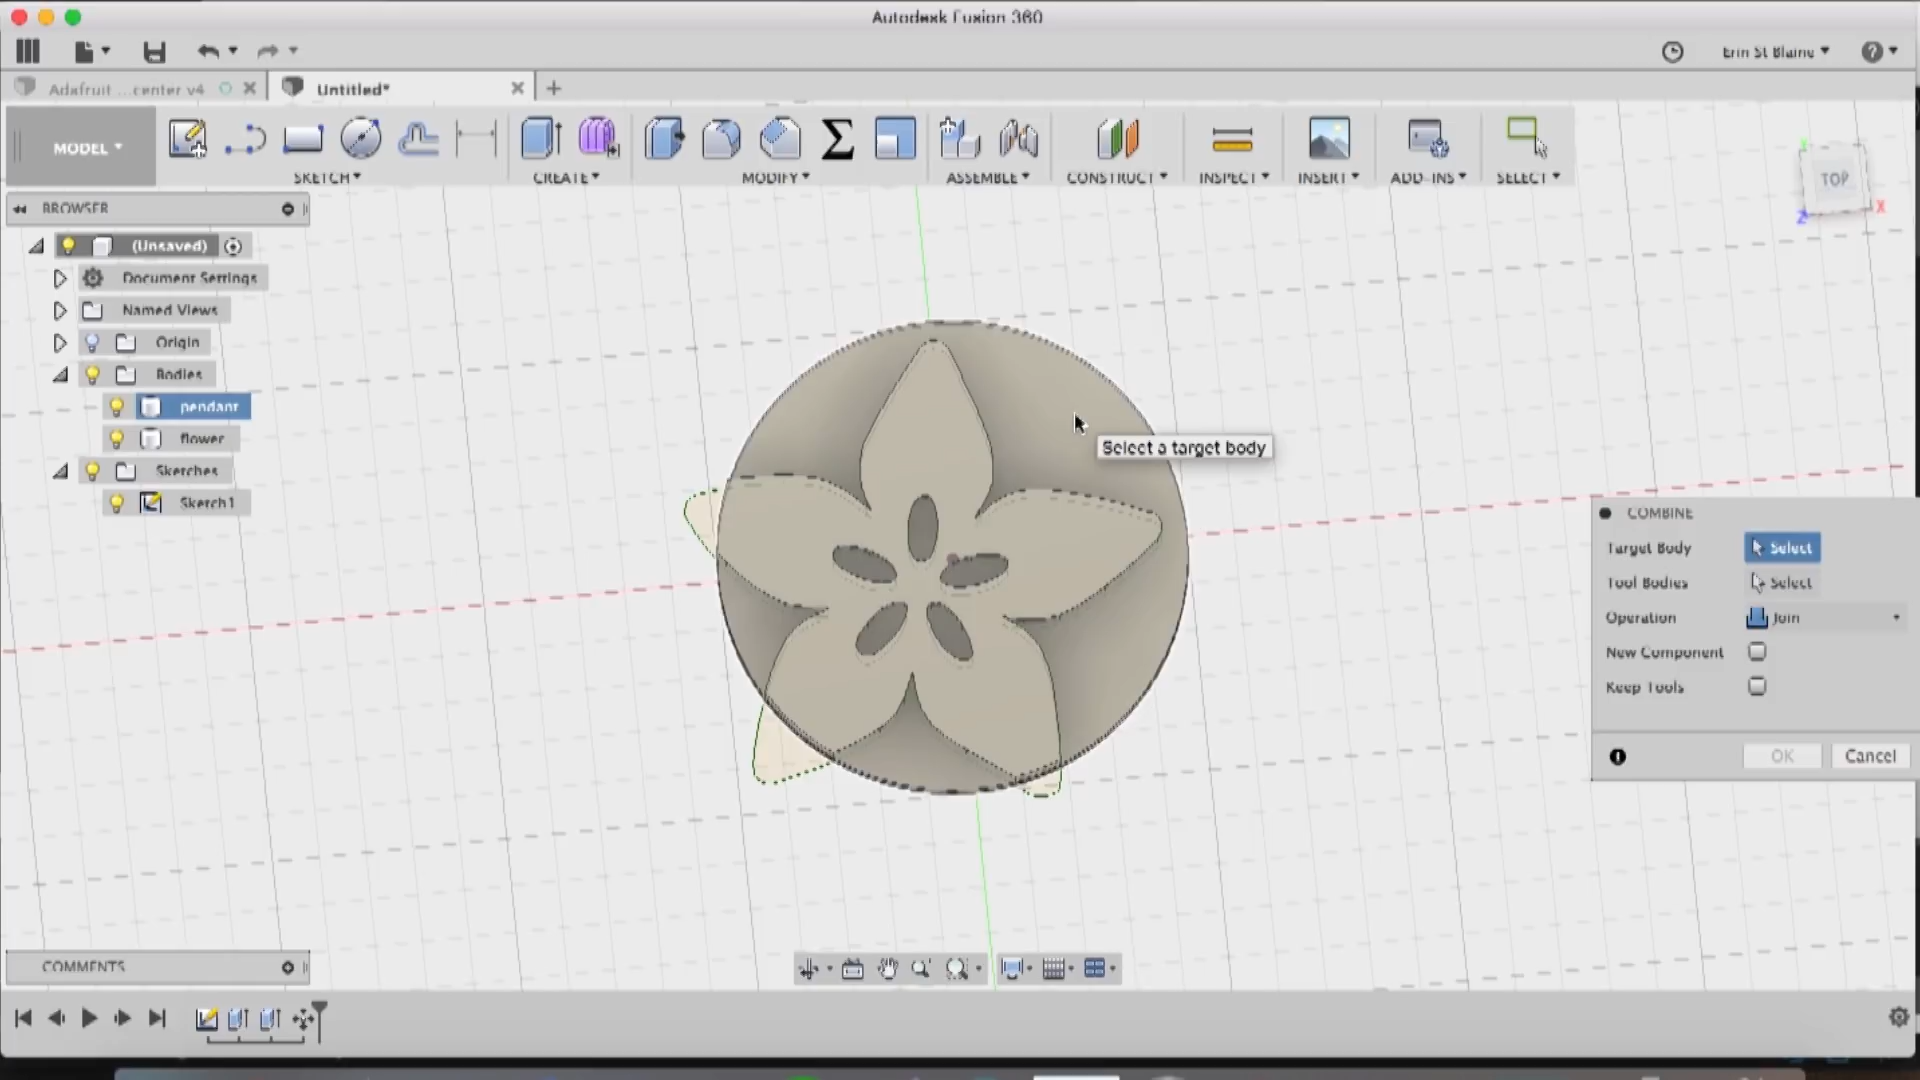 Autodesk Fusion 360
Erin St Blaine
Adafruit ...center v4
Untitled*
MODEL
SKETCH
CREATE
MODIFY
ASSEMBLE
CONSTRUCT
INSPECT
INSERT
ADD-INS
SELECT
TOP
X
Z
BROWSER
(Unsaved)
Document Settings
Named Views
Origin
Bodies
pendant
flower
Sketches
Sketch1
Select a target body
COMBINE
Target Body Select
Tool Bodies Select
Operation Join
New Component
Keep Tools
OK Cancel
COMMENTS